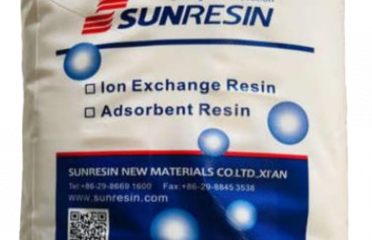 SUNRESIN
□ Ion Exchange Resin
□ Adsorbent Resin
SUNRESIN NEW MATERIALS CO.LTD.,XI'AN
Tel:+86-29-8669 1600 Fax:+86-29-8845 3538
www.sunresin.com